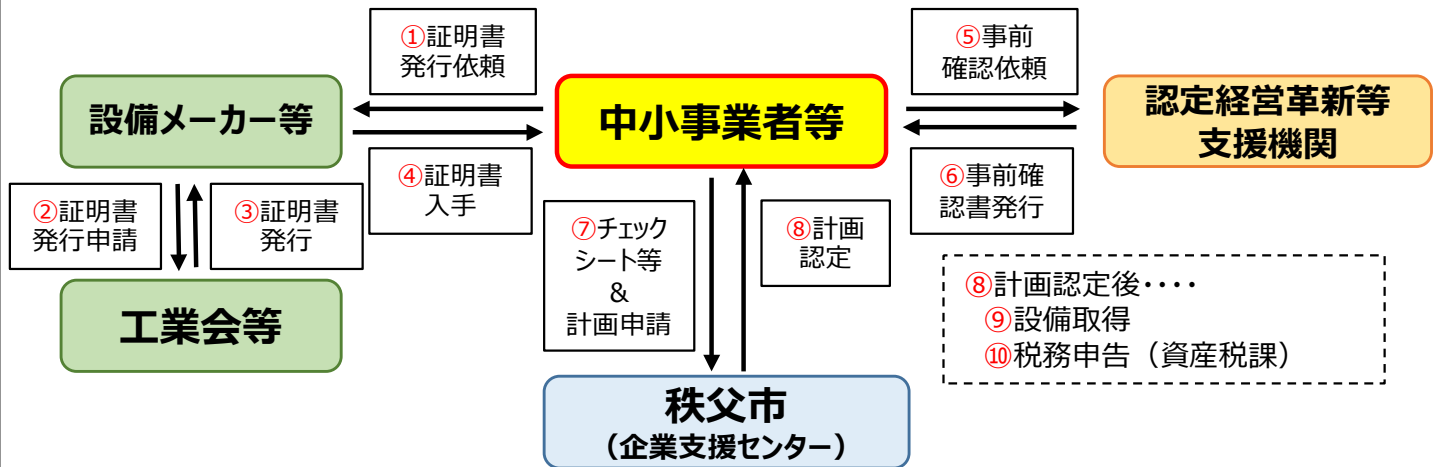 ①証明書
発行依頼
⑤事前
確認依頼
設備メーカー等
中小事業者等
認定経営革新等
支援機関
②証明書
発行申請
③証明書
発行
④証明書
入手
⑥事前確
認書発行
⑦チェック
シート等
&
計画申請
⑧計画
認定
工業会等
⑧計画認定後････
⑨設備取得
⑩税務申告（資産税課）
秩父市
（企業支援センター）